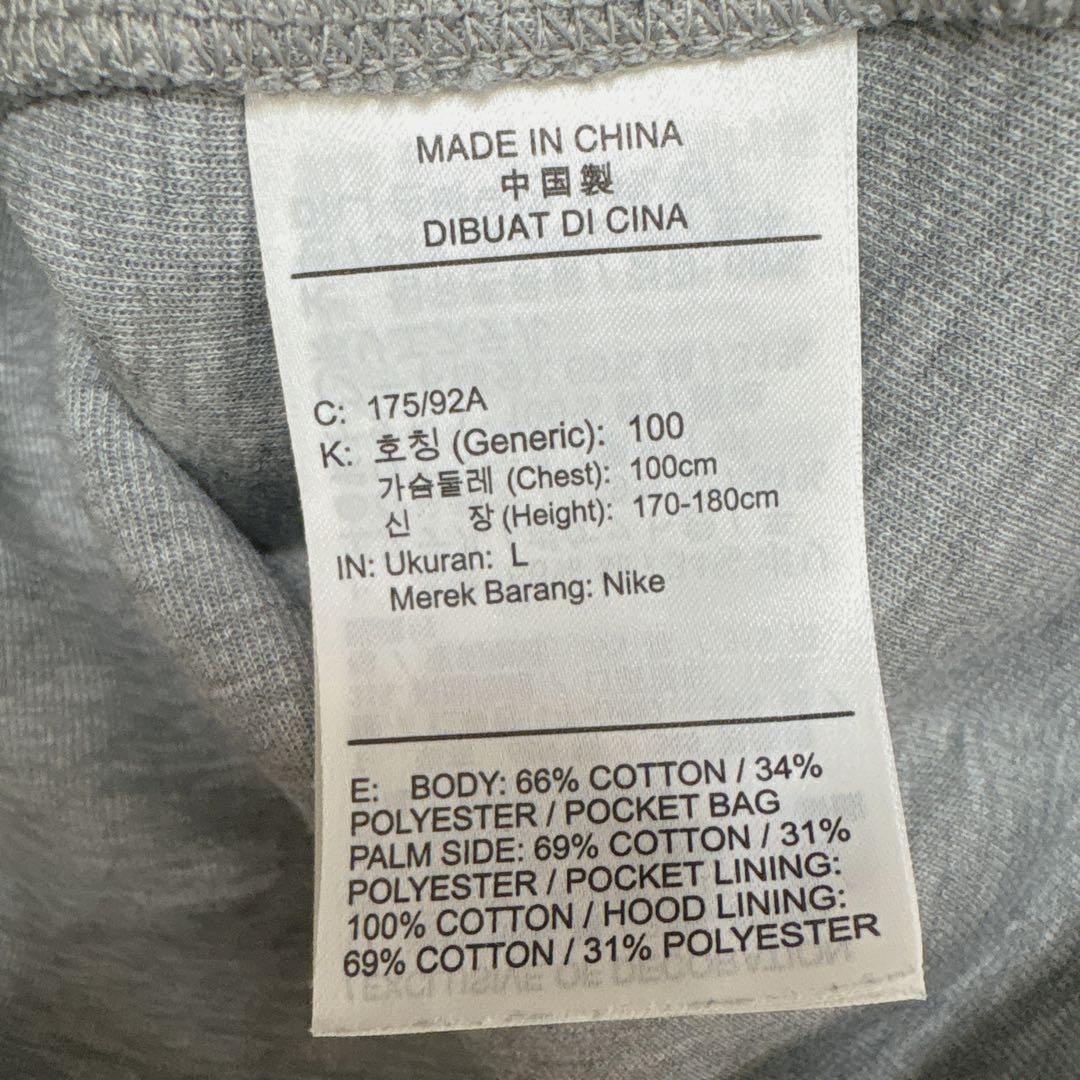 MADE IN CHINA
中国製
DIBUAT DI CINA
C: 175/92A
K: 호칭 (Generic): 100
가슴둘레 (Chest): 100cm
신 장 (Height): 170-180cm
IN: Ukuran: L
Merek Barang: Nike
E: BODY: 66% COTTON / 34%
POLYESTER / POCKET BAG
PALM SIDE: 69% COTTON / 31%
POLYESTER / POCKET LINING:
100% COTTON / HOOD LINING:
69% COTTON / 31% POLYESTER